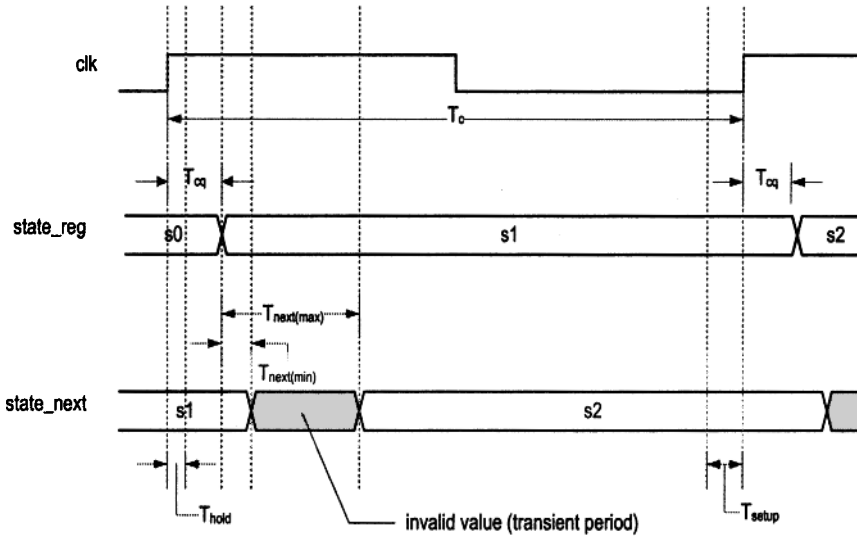 clk
Tc
Tcq
Tcq
state_reg
s0
s1
s2
Tnext(max)
Tnext(min)
state_next
s1
s2
Thold
Tsetup
invalid value (transient period)